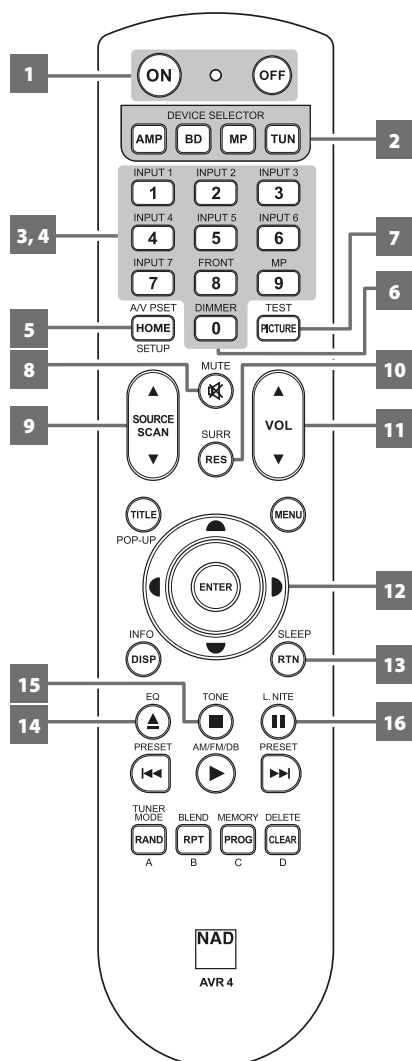 1
ON
OFF
DEVICE SELECTOR
AMP BD MP TUN
2
INPUT 1 INPUT 2 INPUT 3
1 2 3
INPUT 4 INPUT 5 INPUT 6
3, 4
4 5 6
7
INPUT 7 FRONT MP
7 8 9
6
A/V PSET DIMMER TEST
5
HOME 0 PICTURE
SETUP
8
MUTE
10
9
SOURCE
SCAN
SURR
RES
VOL
11
TITLE
POP-UP
MENU
ENTER
12
INFO
DISP
SLEEP
RTN
13
15
EQ TONE L. NITE
14
16
PRESET AM/FM/DB PRESET
TUNER
MODE BLEND MEMORY DELETE
RAND RPT PROG CLEAR
A B C D
NAD
AVR 4